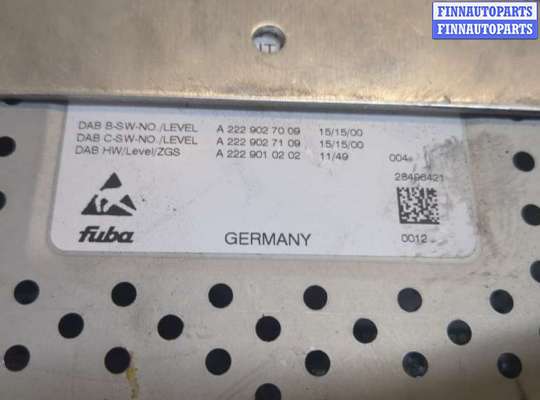 FINNAUTOPARTS
FINNAUTOPARTS
DAB B-SW-NO./LEVEL A 222 902 70 09 15/15/00
DAB C-SW-NO./LEVEL A 222 902 71 09 15/15/00
DAB HW/Level/ZGS A 222 901 02 02 11/49 004
28496421
fuba GERMANY 0012